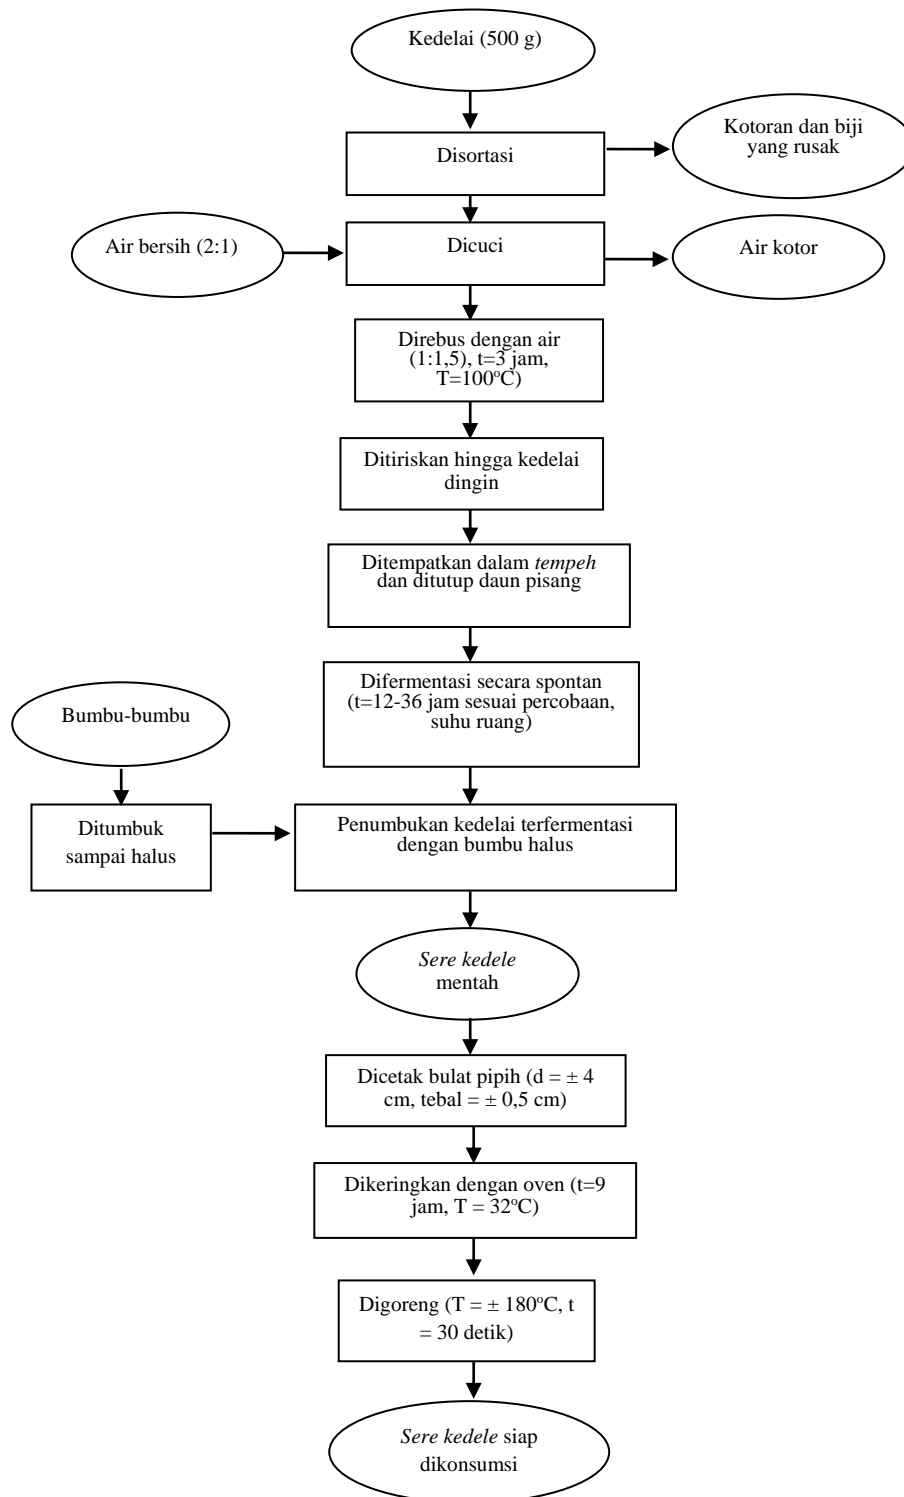 Kedelai (500 g)
Disortasi
Kotoran dan biji
yang rusak
Air bersih (2:1)
Dicuci
Air kotor
Direbus dengan air
(1:1,5), t=3 jam,
T=100°C)
Ditiriskan hingga kedelai
dingin
Ditempatkan dalam tempeh
dan ditutup daun pisang
Difermentasi secara spontan
(t=12-36 jam sesuai percobaan,
suhu ruang)
Bumbu-bumbu
Ditumbuk
sampai halus
Penumbukan kedelai terfermentasi
dengan bumbu halus
Sere kedele
mentah
Dicetak bulat pipih (d = ± 4
cm, tebal = ± 0,5 cm)
Dikeringkan dengan oven (t=9
jam, T = 32°C)
Digoreng (T = ± 180°C, t
= 30 detik)
Sere kedele siap
dikonsumsi